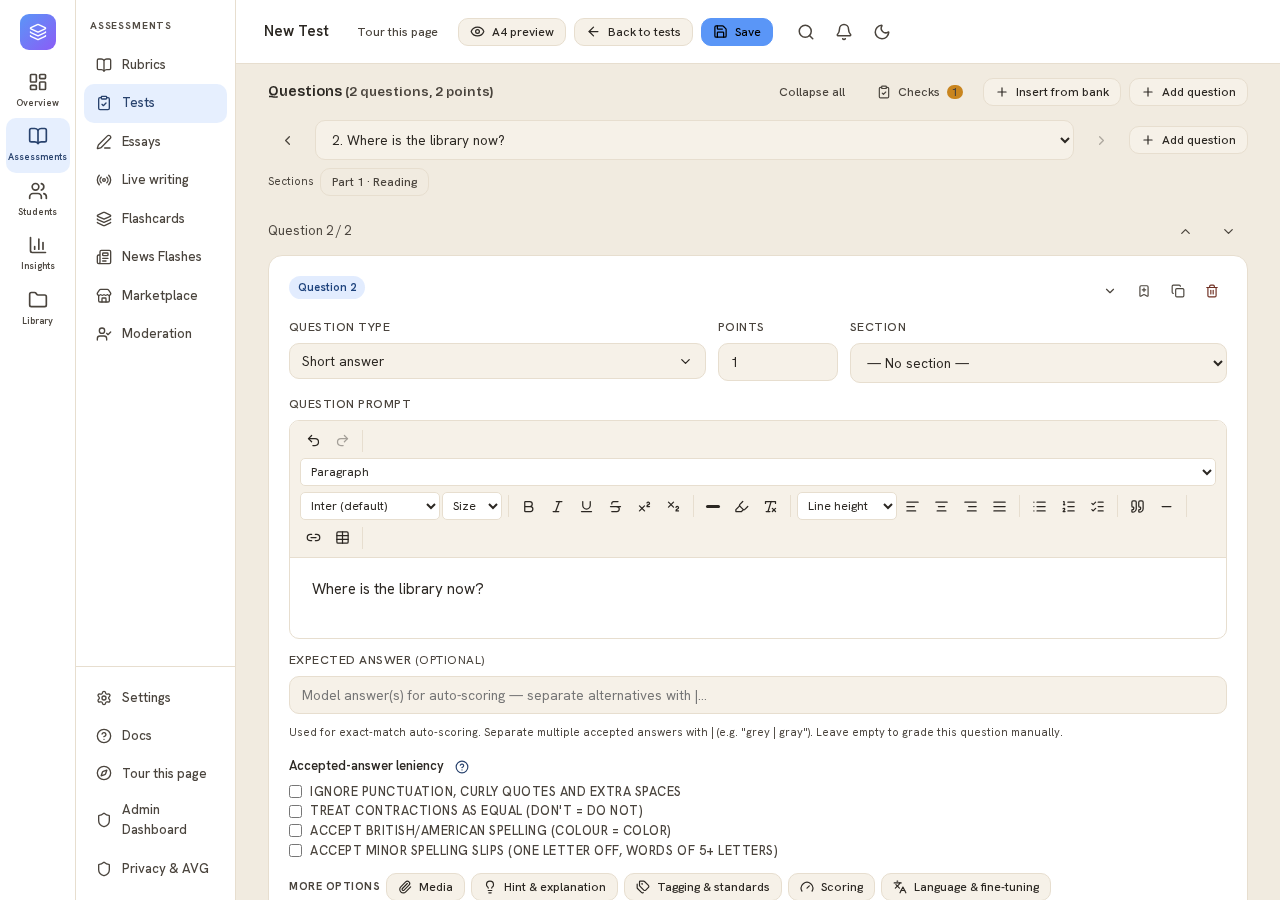 Overview
Assessments
Students
Insights
Library
ASSESSMENTS
Rubrics
Tests
Essays
Live writing
Flashcards
News Flashes
Marketplace
Moderation
Settings
Docs
Tour this page
Admin
Dashboard
Privacy & AVG
New Test
Tour this page
A4 preview
Back to tests
Save
Questions (2 questions, 2 points)
Collapse all
Checks 1
Insert from bank
Add question
2. Where is the library now?
Add question
Sections
Part 1 · Reading
Question 2 / 2
Question 2
QUESTION TYPE
POINTS
SECTION
Short answer
1
— No section —
QUESTION PROMPT
Paragraph
Inter (default)
Size
Line height
Where is the library now?
EXPECTED ANSWER (OPTIONAL)
Model answer(s) for auto-scoring — separate alternatives with |...
Used for exact-match auto-scoring. Separate multiple accepted answers with | (e.g. "grey | gray"). Leave empty to grade this question manually.
Accepted-answer leniency
IGNORE PUNCTUATION, CURLY QUOTES AND EXTRA SPACES
TREAT CONTRACTIONS AS EQUAL (DON'T = DO NOT)
ACCEPT BRITISH/AMERICAN SPELLING (COLOUR = COLOR)
ACCEPT MINOR SPELLING SLIPS (ONE LETTER OFF, WORDS OF 5+ LETTERS)
MORE OPTIONS
Media
Hint & explanation
Tagging & standards
Scoring
Language & fine-tuning